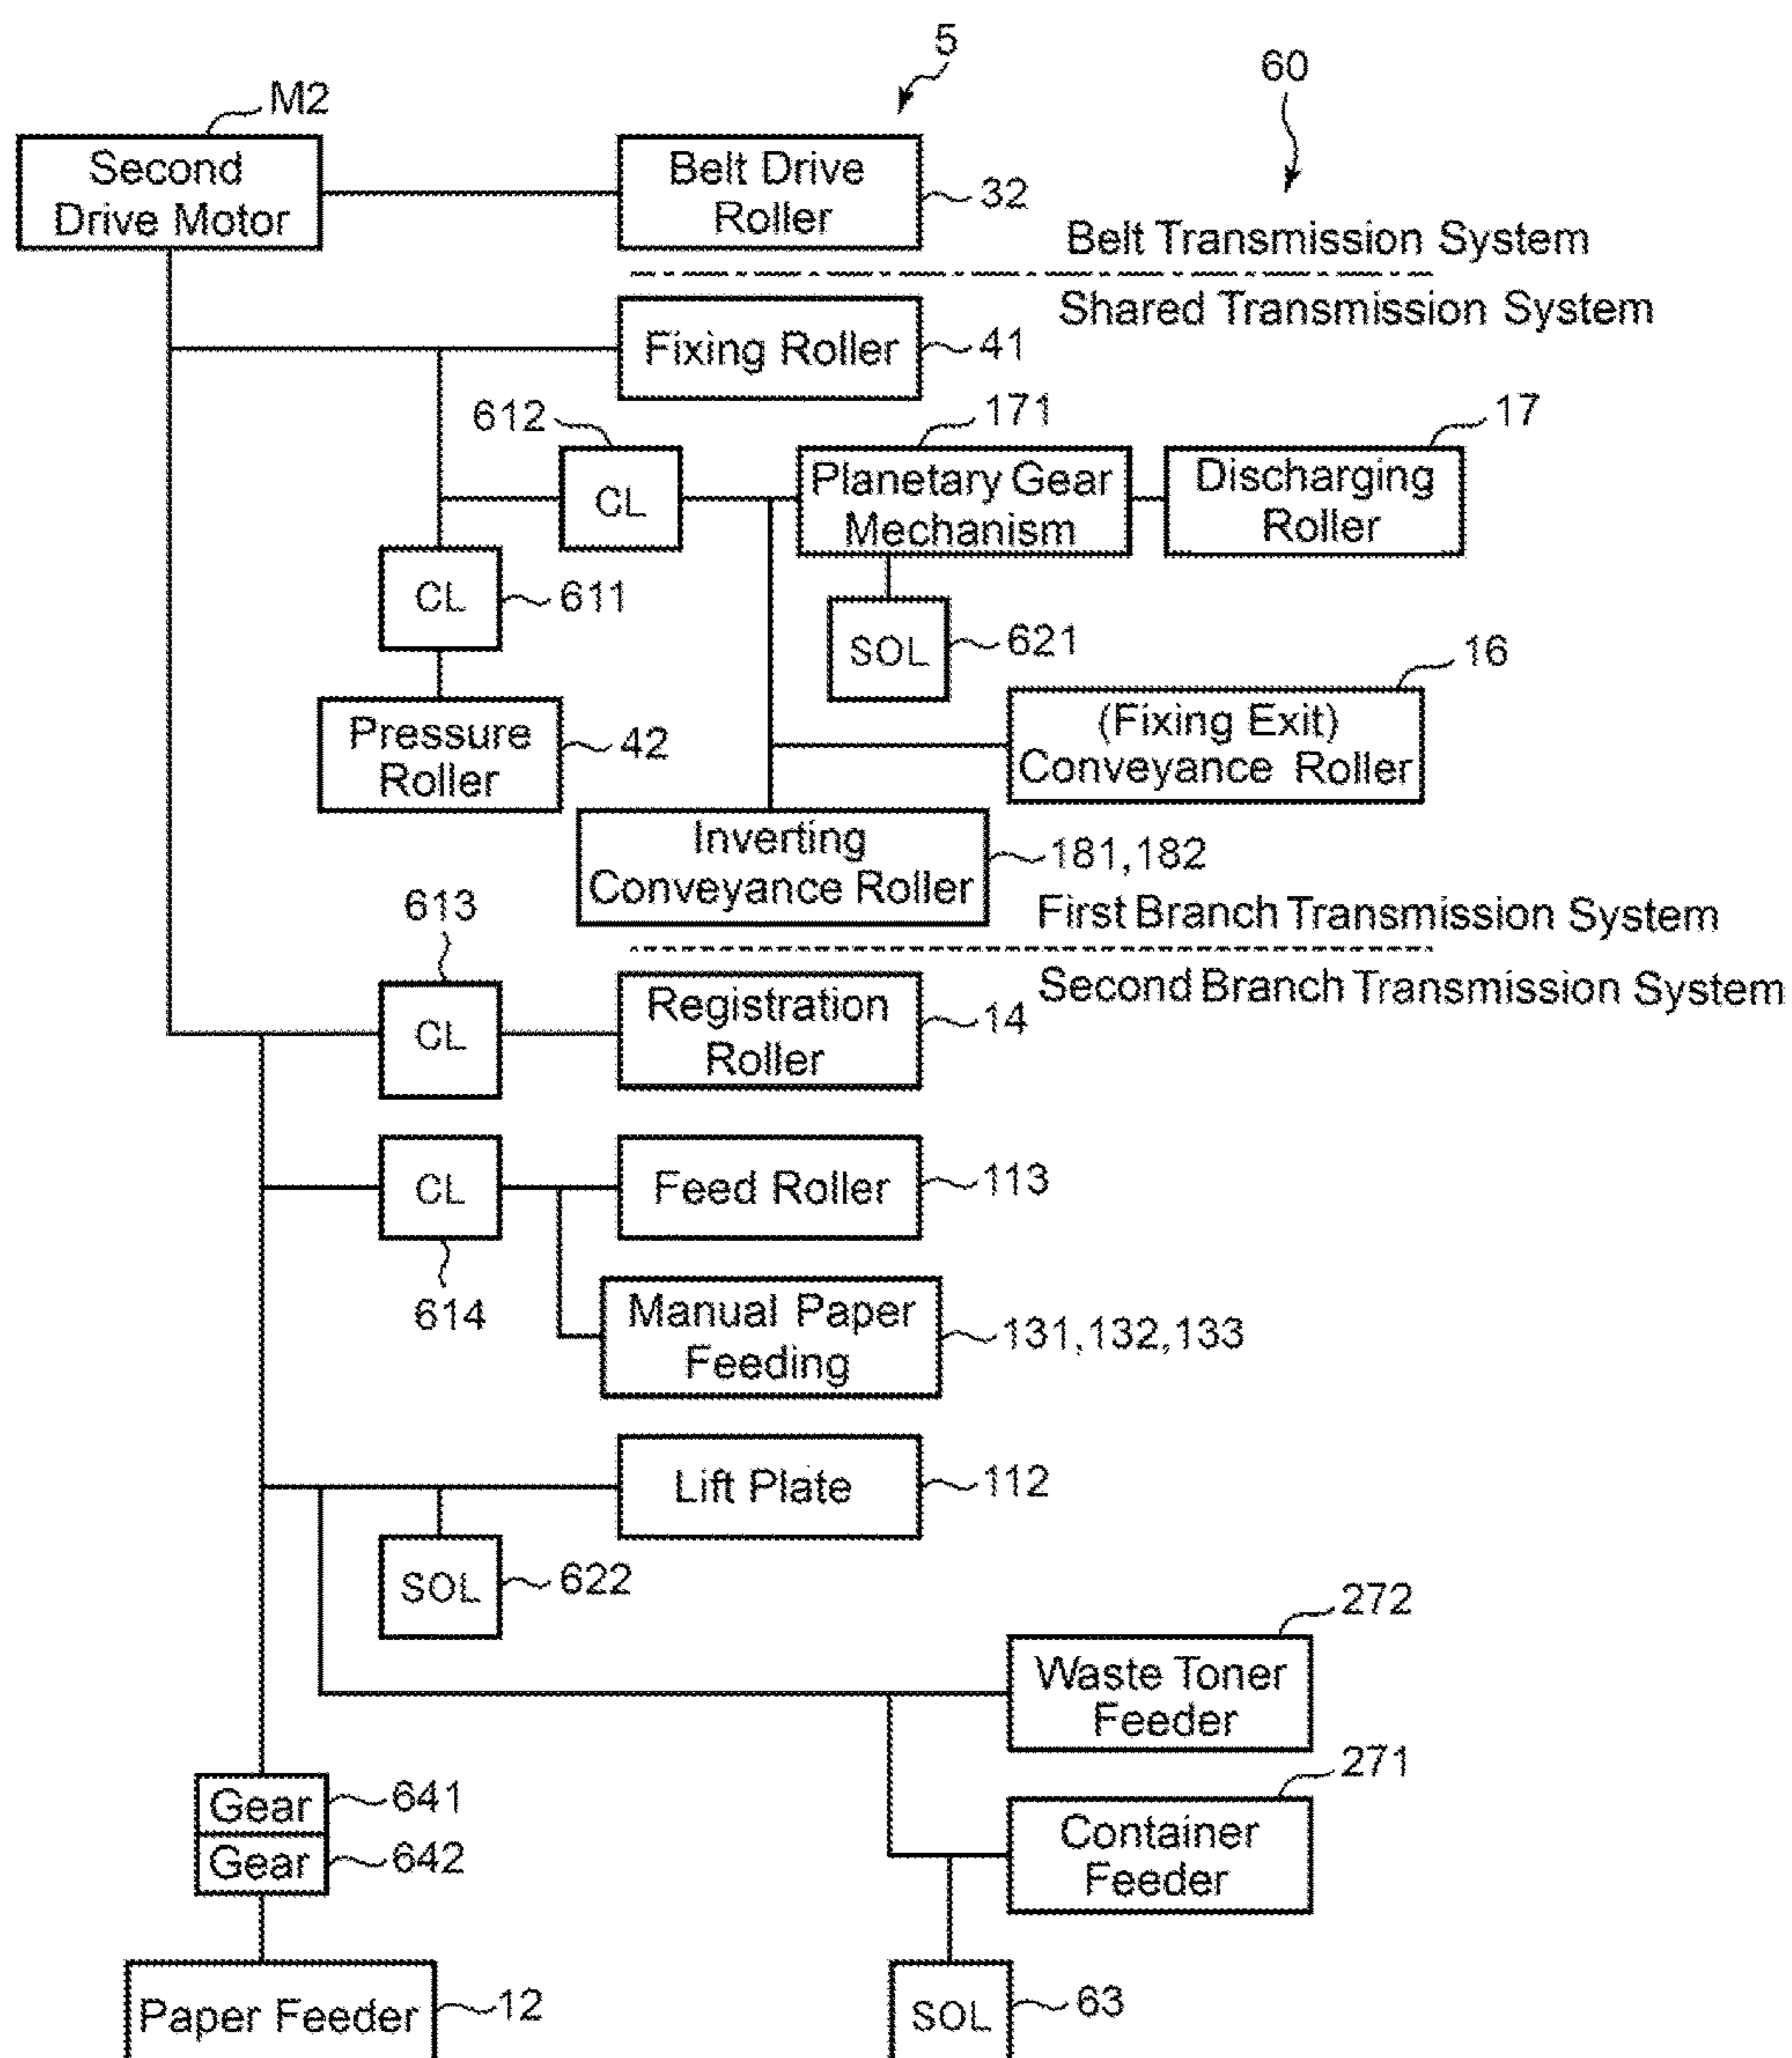 5
60
M2
Second
Drive Motor
Belt Drive
Roller
32
Belt Transmission System
Shared Transmission System
Fixing Roller
41
612
171
17
CL
Planetary Gear
Mechanism
Discharging
Roller
CL
611
SOL
621
16
Pressure
Roller
42
(Fixing Exit)
Conveyance Roller
Inverting
Conveyance Roller
181,182
First Branch Transmission System
613
Second Branch Transmission System
CL
Registration
Roller
14
CL
Feed Roller
113
614
Manual Paper
Feeding
131,132,133
Lift Plate
112
SOL
622
272
Waste Toner
Feeder
271
Gear
641
Container
Feeder
Gear
642
Paper Feeder
12
SOL
63